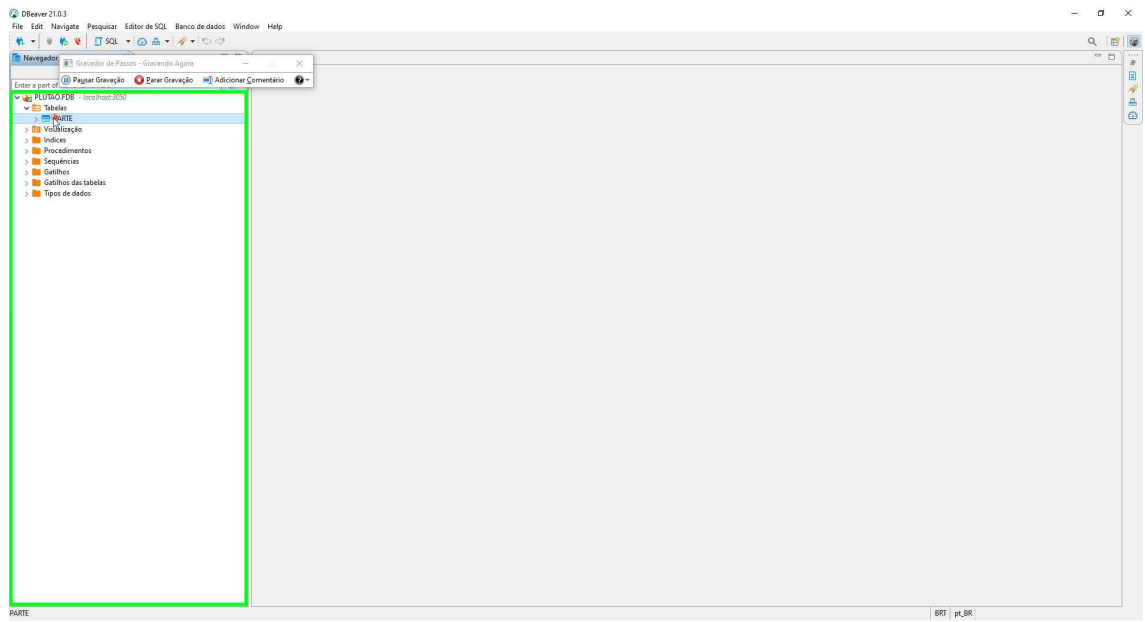 DBeaver 21.0.3
File Edit Navigate Pesquisar Editor de SQL Banco de dados Window Help
SQL
Navegador
Gravador de Passos - Gravando Agora
Pausar Gravação Parar Gravação Adicionar Comentário
Enter a part of
PLUTAO.FDB - localhost:3050
Tabelas
PARTE
Visualização
Indices
Procedimentos
Sequências
Gatilhos
Gatilhos das tabelas
Tipos de dados
PARTE BRT pt_BR